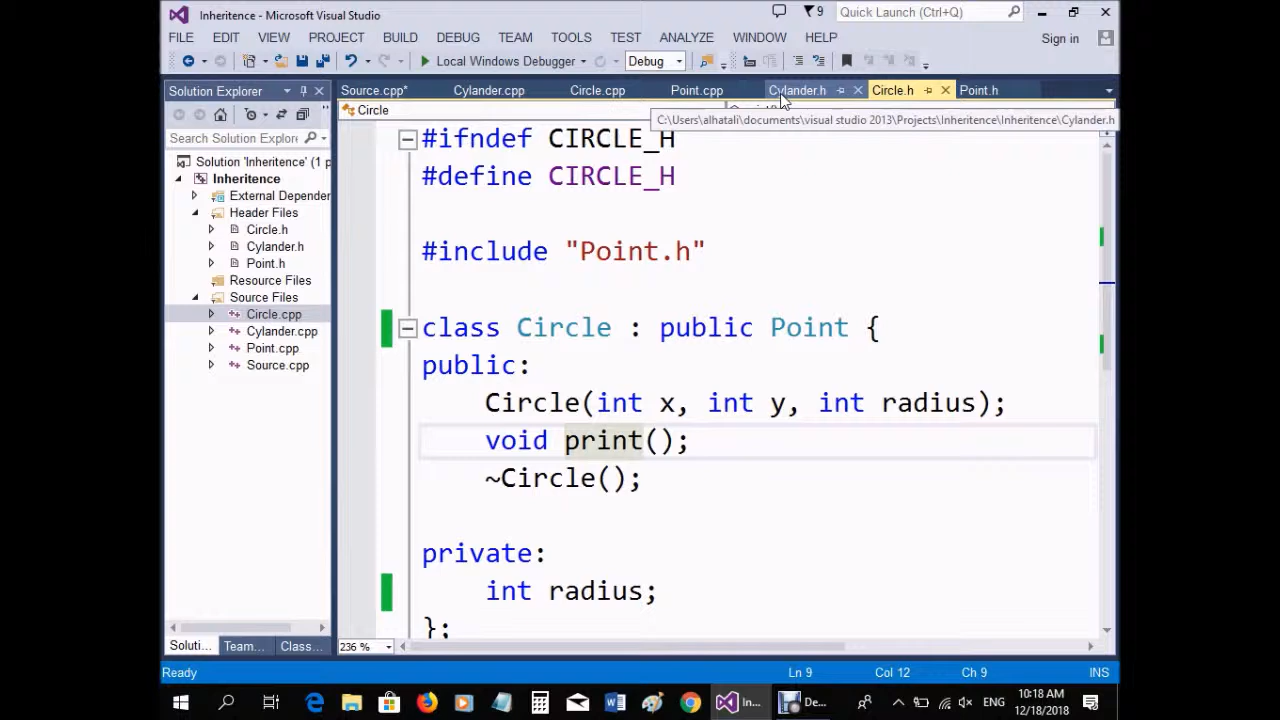 Inheritence - Microsoft Visual Studio
9
Quick Launch (Ctrl+Q)
FILE EDIT VIEW PROJECT BUILD DEBUG TEAM TOOLS TEST ANALYZE WINDOW HELP
Sign in
Local Windows Debugger
Debug
Solution Explorer
Source.cpp* Cylander.cpp Circle.cpp Point.cpp Cylander.h Circle.h Point.h
Circle
C:\Users\alhatali\documents\visual studio 2013\Projects\Inheritence\Inheritence\Cylander.h
Search Solution Explor
Solution 'Inheritence' (1 p
Inheritence
External Depender
Header Files
Circle.h
Cylander.h
Point.h
Resource Files
Source Files
Circle.cpp
Cylander.cpp
Point.cpp
Source.cpp
#ifndef CIRCLE_H
#define CIRCLE_H
#include "Point.h"
class Circle : public Point {
public:
Circle(int x, int y, int radius);
void print();
~Circle();
private:
int radius;
};
Soluti... Team... Class...
236 %
Ready
Ln 9 Col 12 Ch 9 INS
In...
De...
ENG
10:18 AM
12/18/2018